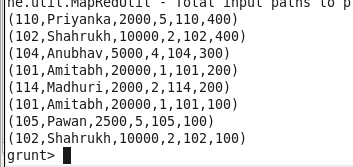 ne.util.MapRedUtil - Total input paths to p
(110,Priyanka,2000,5,110,400)
(102,Shahrukh,10000,2,102,400)
(104,Anubhav,5000,4,104,300)
(101,Amitabh,20000,1,101,200)
(114,Madhuri,2000,2,114,200)
(101,Amitabh,20000,1,101,100)
(105,Pawan,2500,5,105,100)
(102,Shahrukh,10000,2,102,100)
grunt>